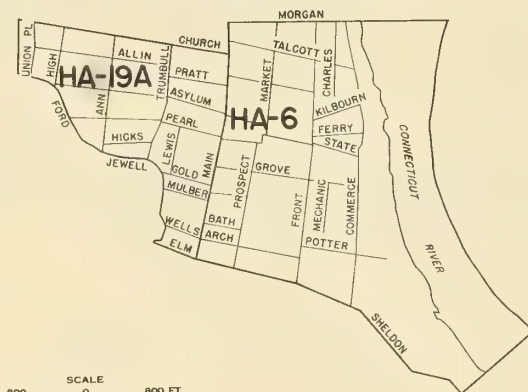 MORGAN
UNION PL
HIGH
ALLIN
CHURCH
TALCOTT
CHARLES
HA-19A
TRUMBULL
PRATT
MARKET
ASYLUM
FORD
ANN
PEARL
HA-6
KILBOURN
FERRY
STATE
CONNECTICUT
RIVER
HICKS
LEWIS
JEWELL
GOLD
MAIN
GROVE
MULBER
PROSPECT
FRONT
MECHANIC
COMMERCE
WELLS
BATH
ARCH
ELM
POTTER
SHELDON
SCALE
800 0 800 FT.